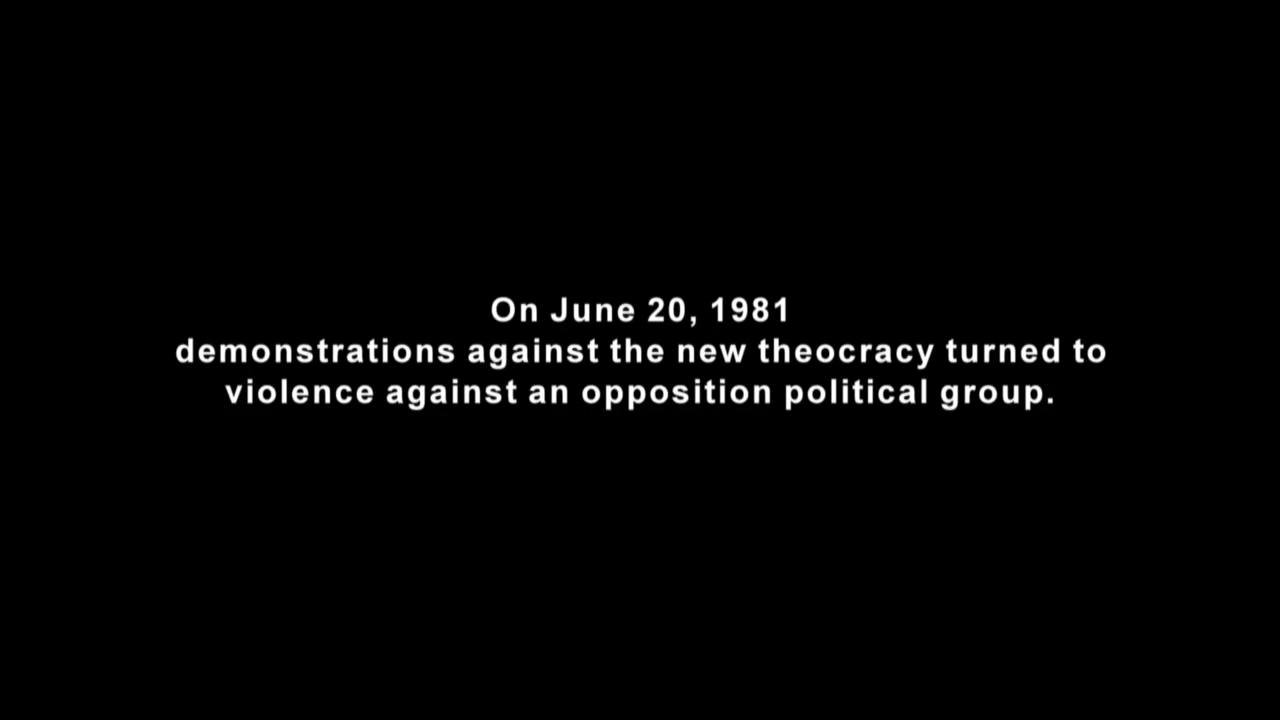 On June 20, 1981
demonstrations against the new theocracy turned to
violence against an opposition political group.